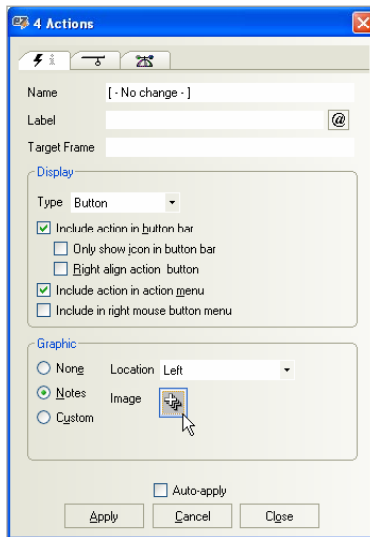 4 Actions
Name [ - No change - ]
Label @
Target Frame
Display
Type Button
Include action in button bar
Only show icon in button bar
Right align action button
Include action in action menu
Include in right mouse button menu
Graphic
None Location Left
Notes Image
Custom
Auto-apply
Apply Cancel Close